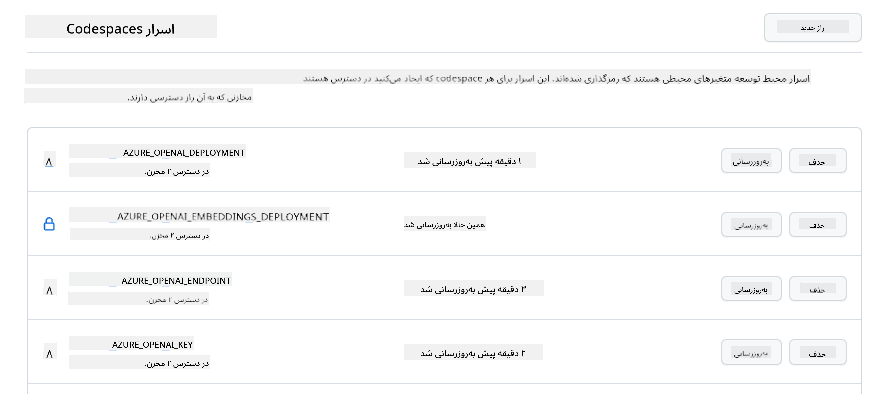 اسرار Codespaces
راز جدید
اسرار محیط توسعه متغیرهای محیطی هستند که رمزگذاری شده‌اند. این اسرار برای هر codespace که ایجاد می‌کنید در دسترس هستند
مخازنی که به آن راز دسترسی دارند.
۸
AZURE_OPENAI_DEPLOYMENT
در دسترس ۲ مخزن.
۱ دقیقه پیش به‌روزرسانی شد
به‌روزرسانی
حذف
AZURE_OPENAI_EMBEDDINGS_DEPLOYMENT
در دسترس ۲ مخزن.
همین حالا به‌روزرسانی شد
به‌روزرسانی
حذف
۸
AZURE_OPENAI_ENDPOINT
در دسترس ۲ مخزن.
۳ دقیقه پیش به‌روزرسانی شد
به‌روزرسانی
حذف
۸
AZURE_OPENAI_KEY
در دسترس ۲ مخزن.
۲ دقیقه پیش به‌روزرسانی شد
به‌روزرسانی
حذف